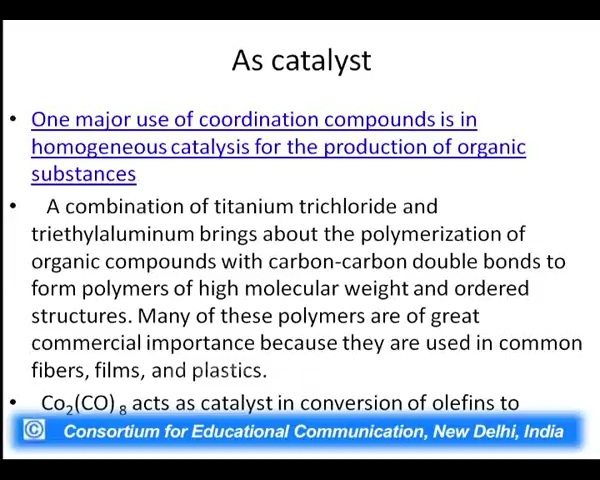 As catalyst
• One major use of coordination compounds is in
homogeneous catalysis for the production of organic
substances
• A combination of titanium trichloride and
triethylaluminum brings about the polymerization of
organic compounds with carbon-carbon double bonds to
form polymers of high molecular weight and ordered
structures. Many of these polymers are of great
commercial importance because they are used in common
fibers, films, and plastics.
• Co₂(CO)₈ acts as catalyst in conversion of olefins to
© Consortium for Educational Communication, New Delhi, India